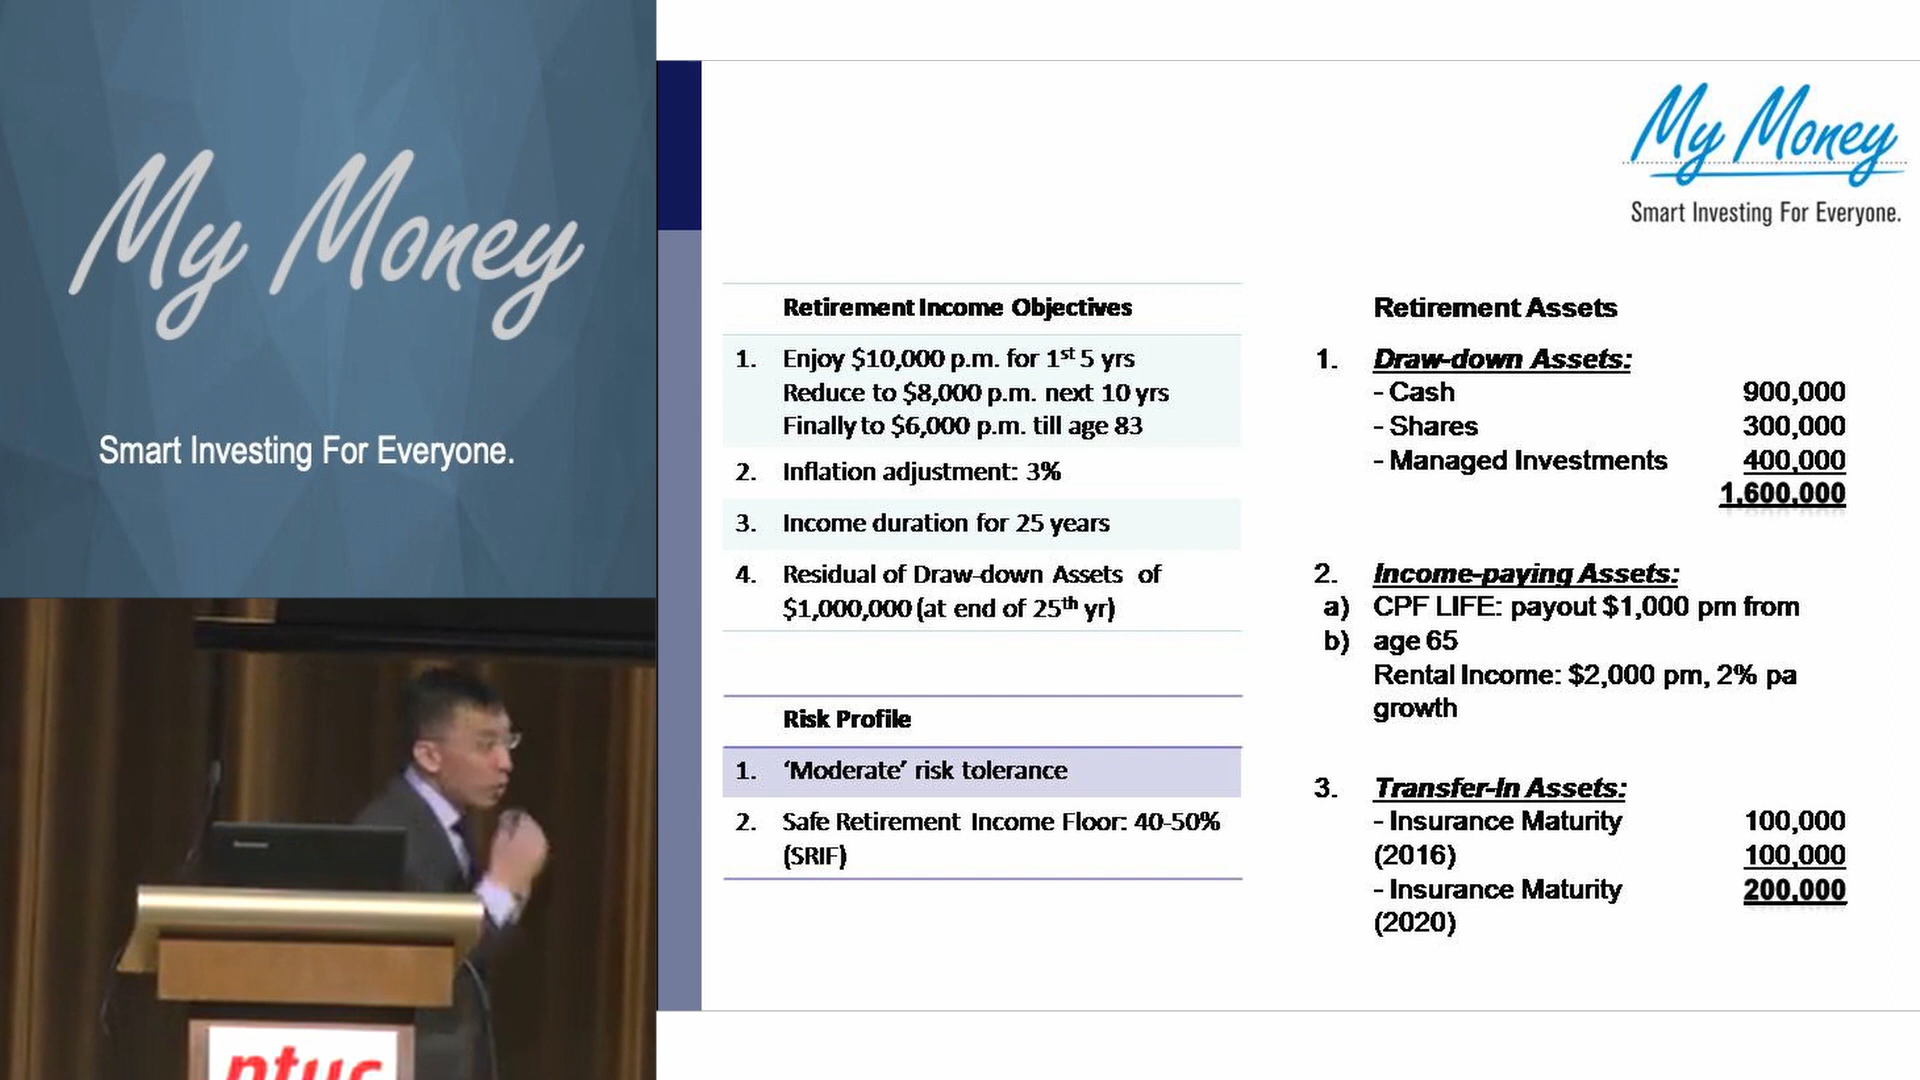 My Money
Smart Investing For Everyone.
ntuc
My Money
Smart Investing For Everyone.
Retirement Income Objectives
1. Enjoy $10,000 p.m. for 1st 5 yrs
Reduce to $8,000 p.m. next 10 yrs
Finally to $6,000 p.m. till age 83
2. Inflation adjustment: 3%
3. Income duration for 25 years
4. Residual of Draw-down Assets of
$1,000,000 (at end of 25th yr)
Risk Profile
1. ‘Moderate’ risk tolerance
2. Safe Retirement Income Floor: 40-50%
(SRIF)
Retirement Assets
1. Draw-down Assets:
- Cash 900,000
- Shares 300,000
- Managed Investments 400,000
1,600,000
2. Income-paying Assets:
a) CPF LIFE: payout $1,000 pm from
b) age 65
Rental Income: $2,000 pm, 2% pa
growth
3. Transfer-In Assets:
- Insurance Maturity 100,000
(2016) 100,000
- Insurance Maturity 200,000
(2020)